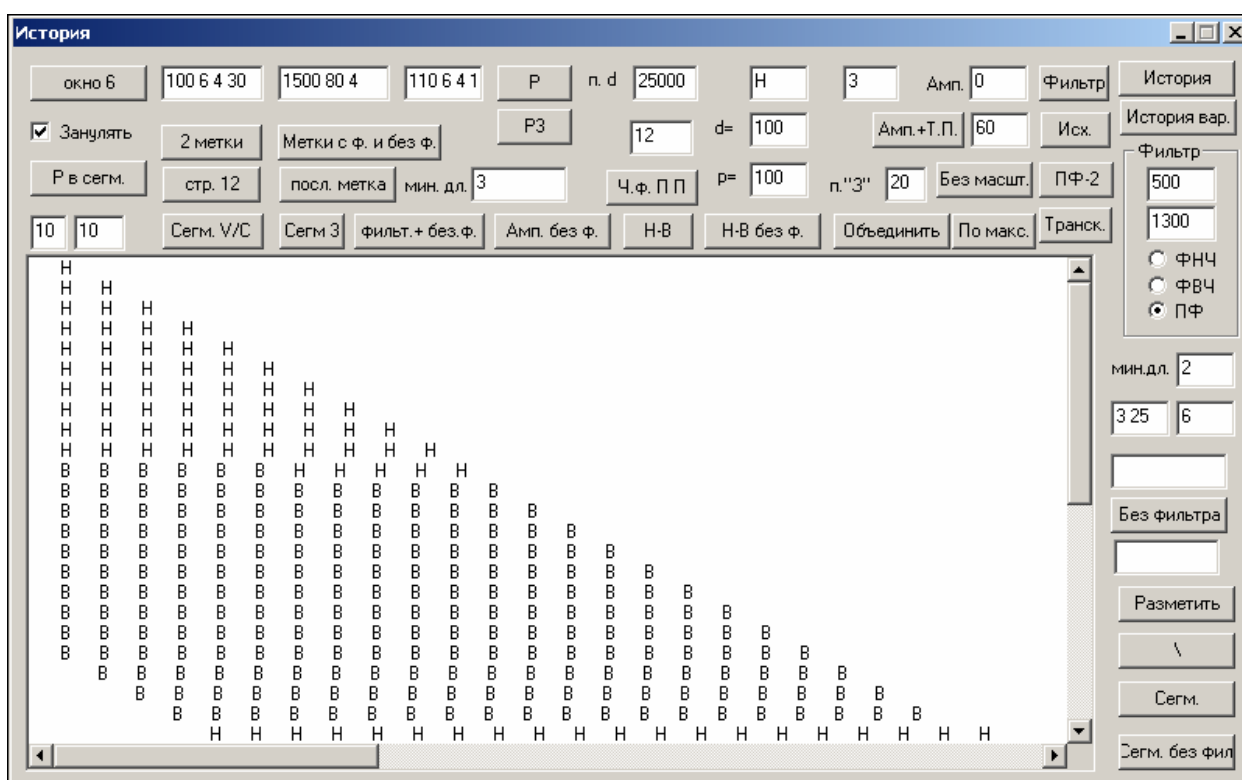 История
окно 6 100 6 4 30 1500 80 4 110 6 4 1 Р п. d 25000 Н 3 Амп. 0 Фильтр История
Занулять 2 метки Метки с ф. и без ф. РЗ 12 d= 100 Амп.+Т.П. 60 Исх. История вар.
Р в сегм. стр. 12 посл. метка мин. дл. 3 Ч.ф. П П р= 100 п."З" 20 Без масшт. ПФ-2
10 10 Сегм. V/C Сегм 3 фильт.+ без.ф. Амп. без ф. Н-В Н-В без ф. Объединить По макс. Транск.
Фильтр
500
1300
ФНЧ
ФВЧ
ПФ
мин.дл. 2
3 25 6
Без фильтра
Разметить
\
Сегм.
Сегм. без фил
Н
Н Н
Н Н Н
Н Н Н Н
Н Н Н Н Н
Н Н Н Н Н Н
Н Н Н Н Н Н Н
Н Н Н Н Н Н Н Н
Н Н Н Н Н Н Н Н Н
Н Н Н Н Н Н Н Н Н Н
В В В В В В Н Н Н Н Н
В В В В В В В В В В В В
В В В В В В В В В В В В В
В В В В В В В В В В В В В В
В В В В В В В В В В В В В В В
В В В В В В В В В В В В В В В В
В В В В В В В В В В В В В В В В В
В В В В В В В В В В В В В В В В В В
В В В В В В В В В В В В В В В В В В В
В В В В В В В В В В В В В В В В В В В В
В В В В В В В В В В В В В В В В В В В В
В В В В В В В В В В В В В В В В В В В В
В В В В В В В В В В В В В В В В В В В В
Н Н Н Н Н Н Н Н Н Н Н Н Н Н Н Н Н Н Н Н